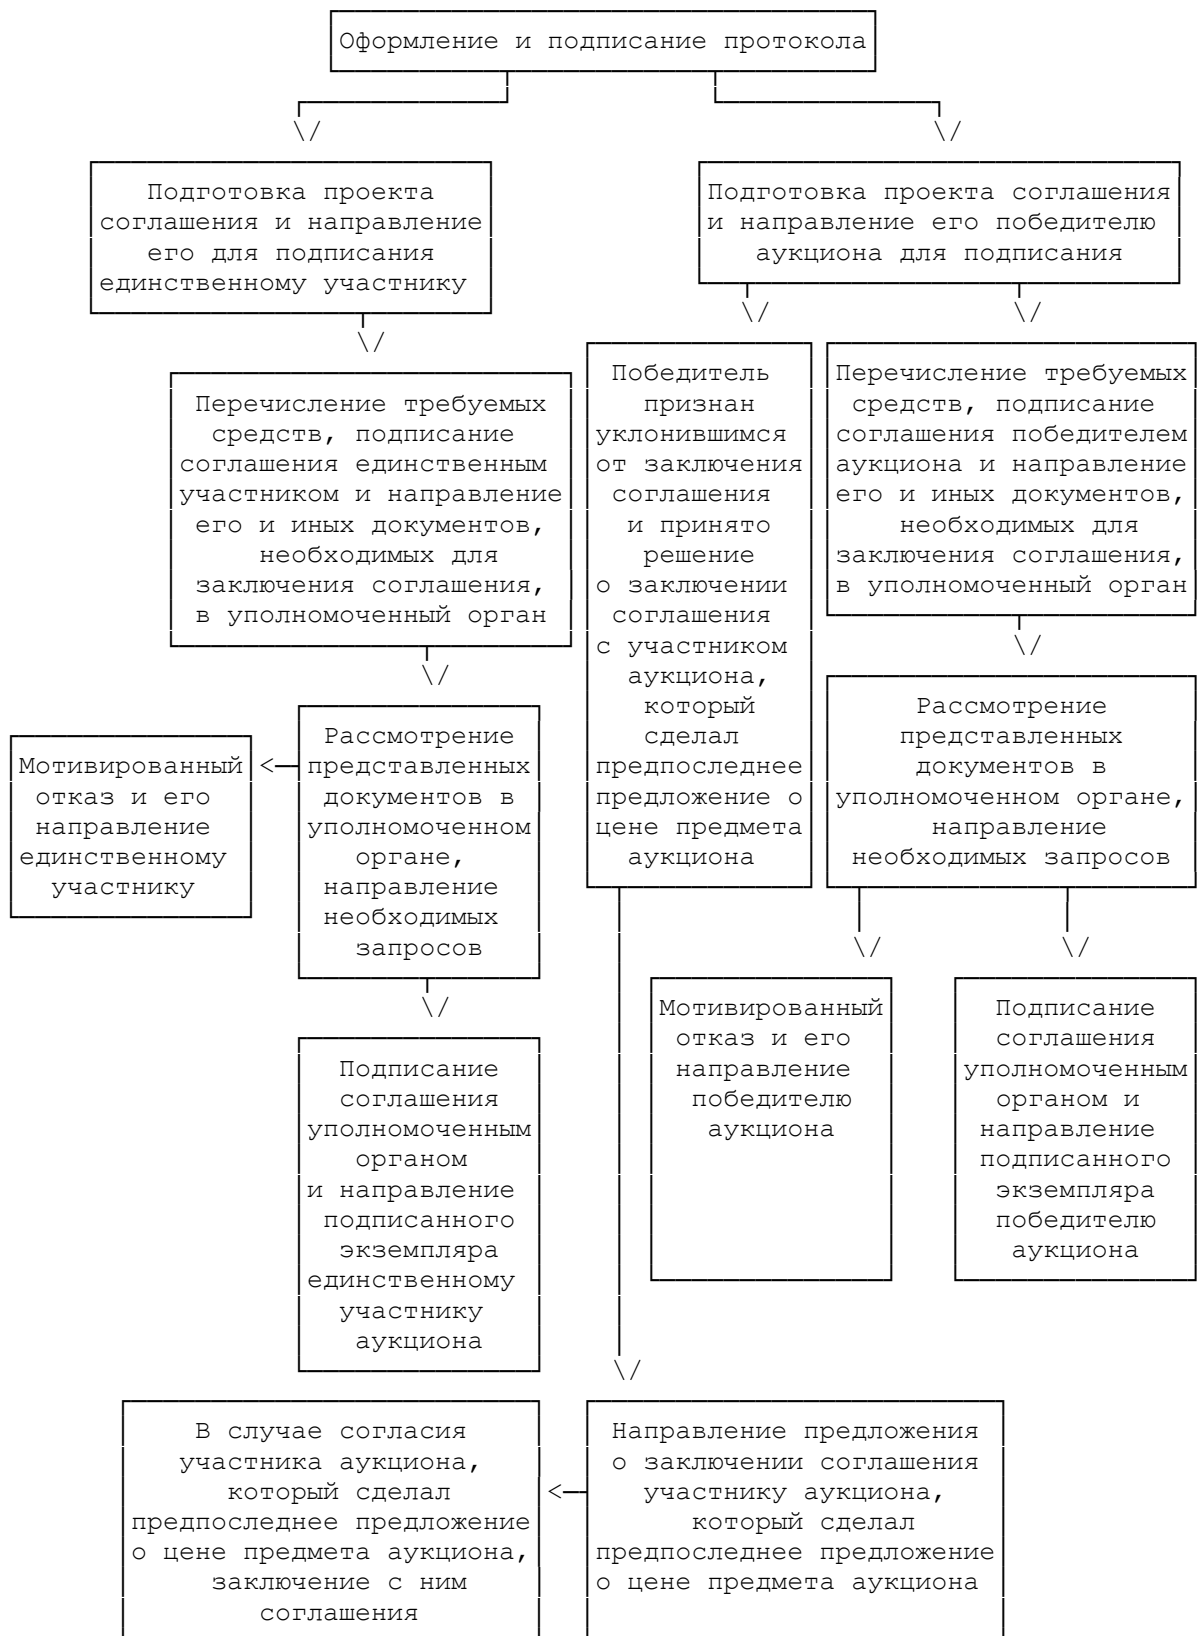 Оформление и подписание протокола
Подготовка проекта
соглашения и направление
его для подписания
единственному участнику
Подготовка проекта соглашения
и направление его победителю
аукциона для подписания
Перечисление требуемых
средств, подписание
соглашения единственным
участником и направление
его и иных документов,
необходимых для
заключения соглашения,
в уполномоченный орган
Победитель
признан
уклонившимся
от заключения
соглашения
и принято
решение
о заключении
соглашения
с участником
аукциона,
который
сделал
предпоследнее
предложение о
цене предмета
аукциона
Перечисление требуемых
средств, подписание
соглашения победителем
аукциона и направление
его и иных документов,
необходимых для
заключения соглашения,
в уполномоченный орган
Мотивированный
отказ и его
направление
единственному
участнику
Рассмотрение
представленных
документов в
уполномоченном
органе,
направление
необходимых
запросов
Рассмотрение
представленных
документов в
уполномоченном органе,
направление
необходимых запросов
Подписание
соглашения
уполномоченным
органом
и направление
подписанного
экземпляра
единственному
участнику
аукциона
Мотивированный
отказ и его
направление
победителю
аукциона
Подписание
соглашения
уполномоченным
органом и
направление
подписанного
экземпляра
победителю
аукциона
В случае согласия
участника аукциона,
который сделал
предпоследнее предложение
о цене предмета аукциона,
заключение с ним
соглашения
Направление предложения
о заключении соглашения
участнику аукциона,
который сделал
предпоследнее предложение
о цене предмета аукциона